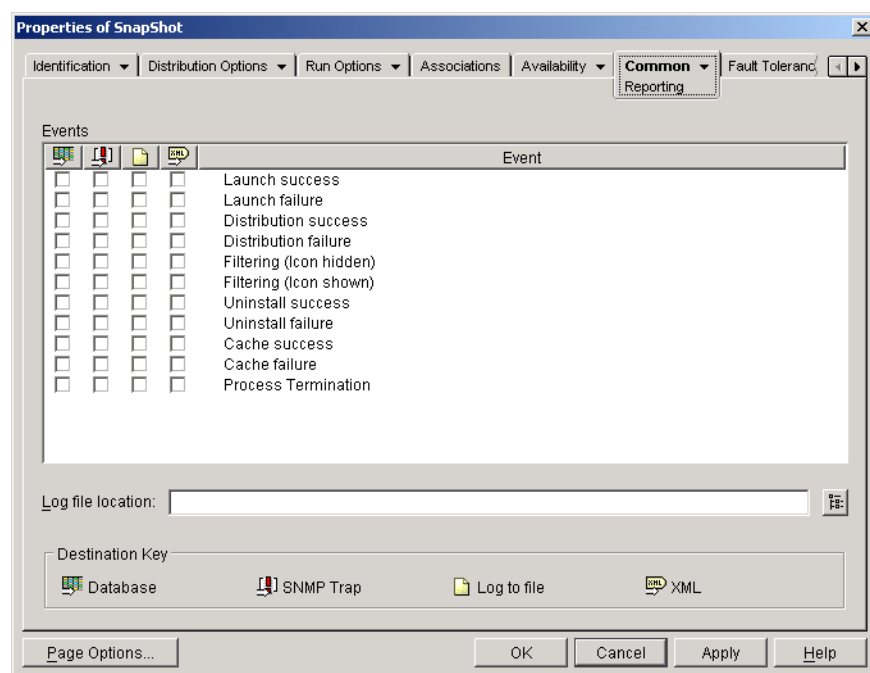 Properties of SnapShot
Identification Distribution Options Run Options Associations Availability Common Fault Toleranc
Reporting
Events
XML Event
Launch success
Launch failure
Distribution success
Distribution failure
Filtering (Icon hidden)
Filtering (Icon shown)
Uninstall success
Uninstall failure
Cache success
Cache failure
Process Termination
Log file location:
Destination Key
Database SNMP Trap Log to file XML XML
Page Options... OK Cancel Apply Help